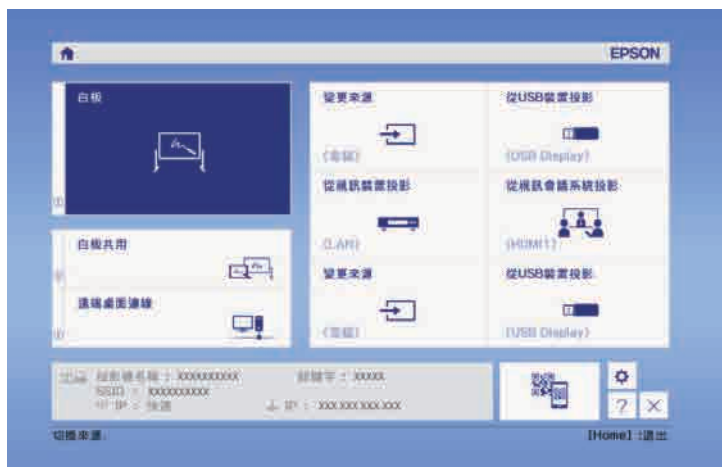 EPSON
白板
變更來源
(電腦)
從USB裝置投影
(USB Display)
從視訊裝置投影
(LAN)
從視訊會議系統投影
(HDMI1)
白板共用
遠端桌面連線
變更來源
(電腦)
從USB裝置投影
(USB Display)
投影機名稱 : XXXXXXXXXX
關鍵字 : XXXXX
SSID : XXXXXXXXXX
IP : 快速
IP : XXX.XXX.XXX.XXX
?
切換來源.
[Home] :退出